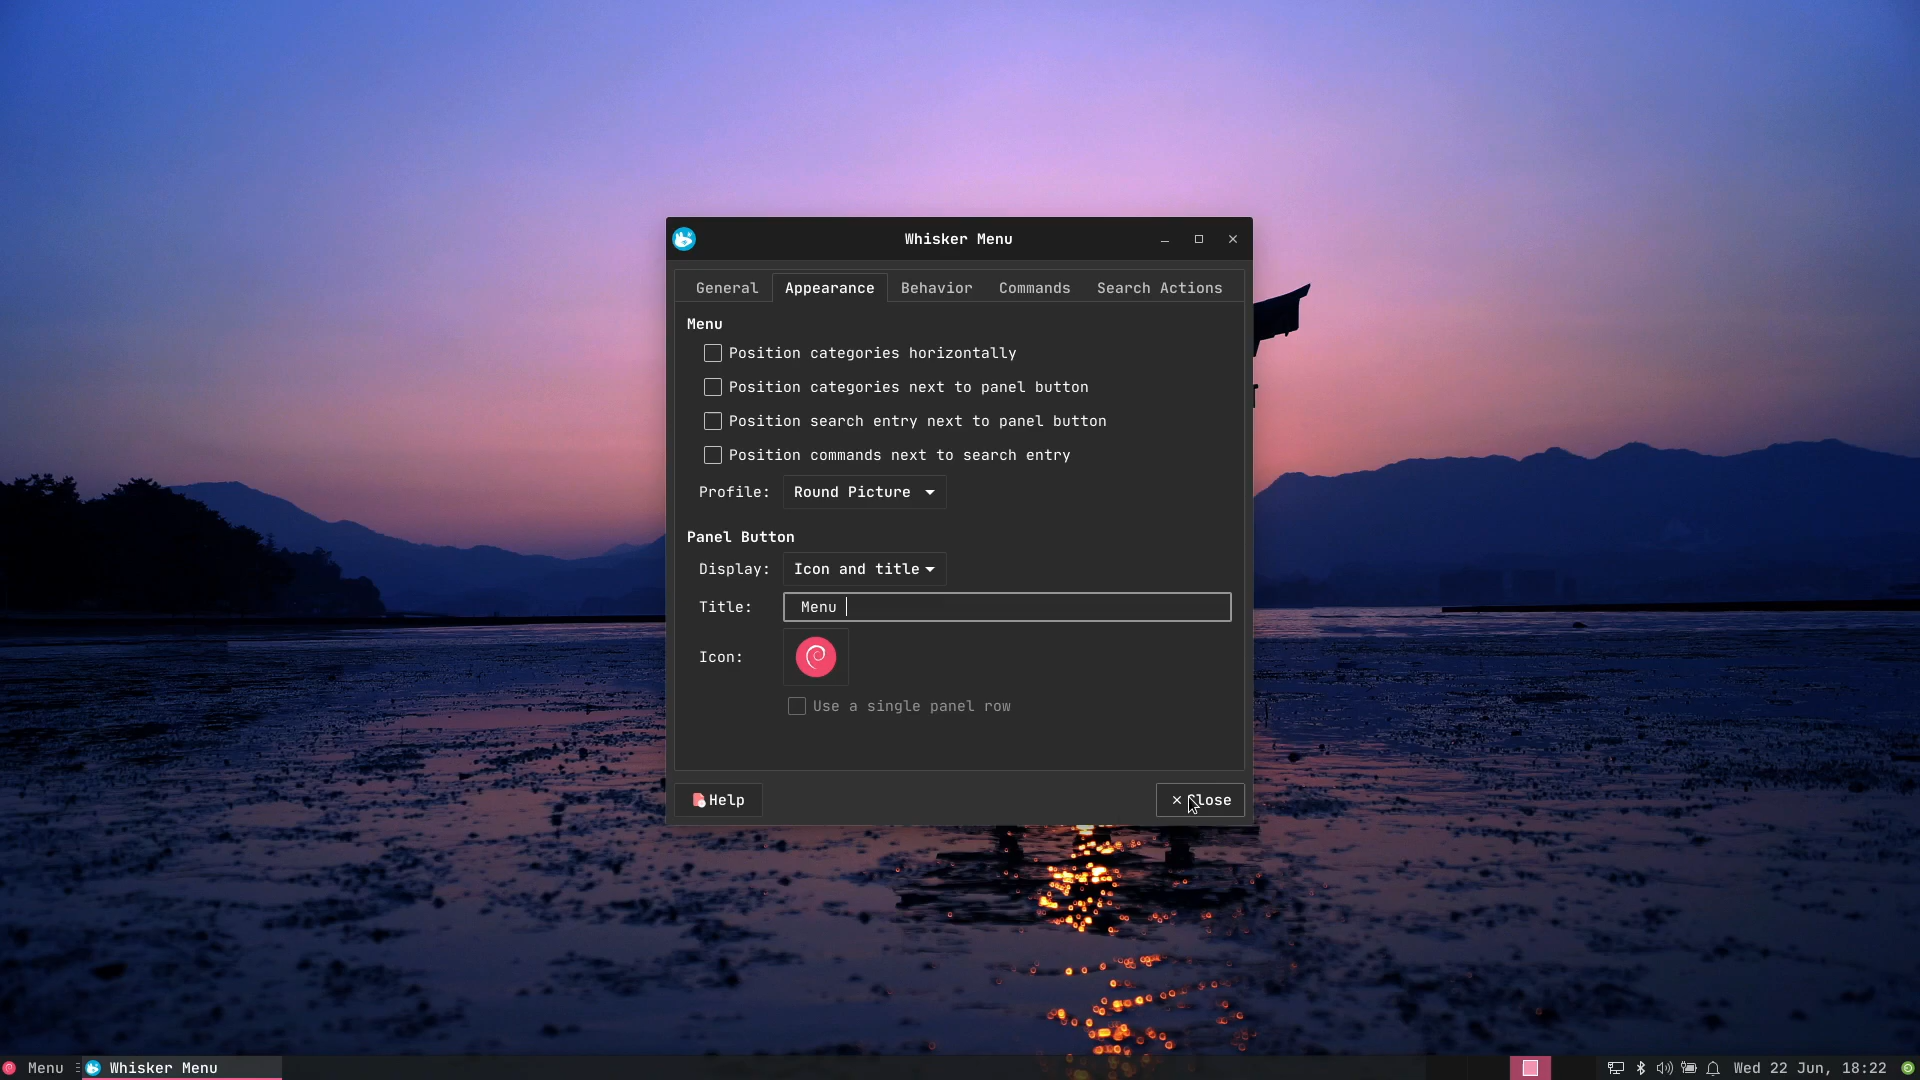 Whisker Menu
General Appearance Behavior Commands Search Actions
Menu
Position categories horizontally
Position categories next to panel button
Position search entry next to panel button
Position commands next to search entry
Profile: Round Picture
Panel Button
Display: Icon and title
Title: Menu
Icon:
Use a single panel row
Help Close
Menu Whisker Menu Wed 22 Jun, 18:22